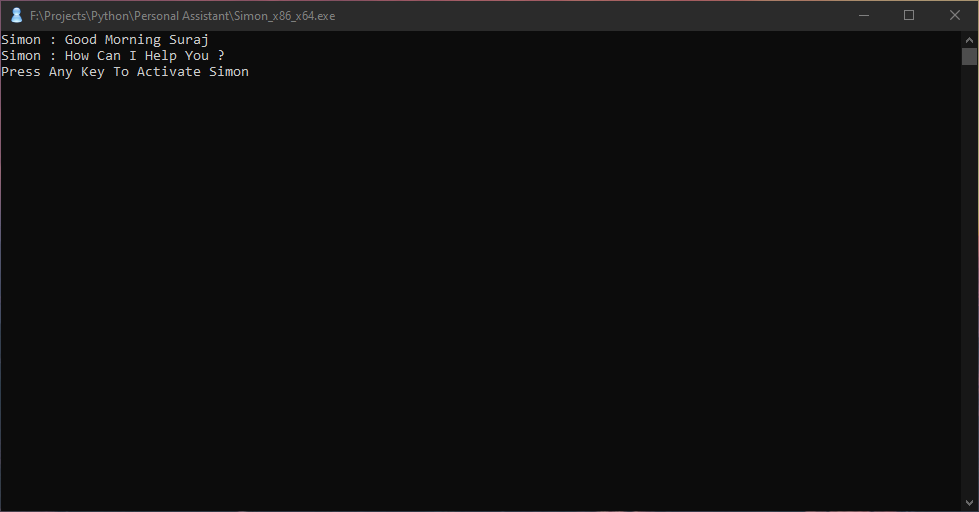 F:\Projects\Python\Personal Assistant\Simon_x86_x64.exe
Simon : Good Morning Suraj
Simon : How Can I Help You ?
Press Any Key To Activate Simon